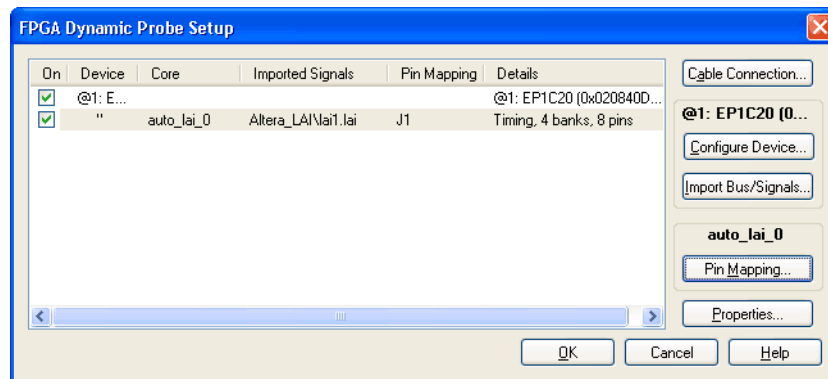 FPGA Dynamic Probe Setup
On Device Core Imported Signals Pin Mapping Details
@1: E... @1: EP1C20 (0x020840D...
" auto_lai_0 Altera_LAI\lai1.lai J1 Timing, 4 banks, 8 pins
Cable Connection...
@1: EP1C20 (0...
Configure Device...
Import Bus/Signals...
auto_lai_0
Pin Mapping...
Properties...
OK Cancel Help